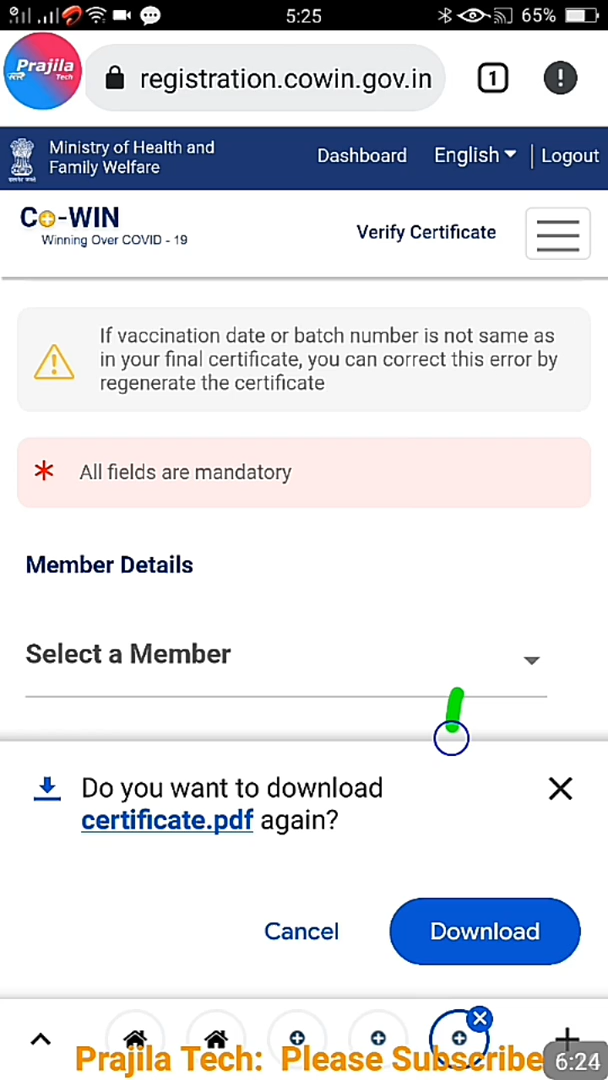 5:25
65%
Prajila
Tech
registration.cowin.gov.in
1
Ministry of Health and
Family Welfare
Dashboard
English
Logout
Co-WIN
Winning Over COVID - 19
Verify Certificate
If vaccination date or batch number is not same as
in your final certificate, you can correct this error by
regenerate the certificate
* All fields are mandatory
Member Details
Select a Member
Do you want to download
certificate.pdf again?
Cancel
Download
Prajila Tech: Please Subscribe
6:24